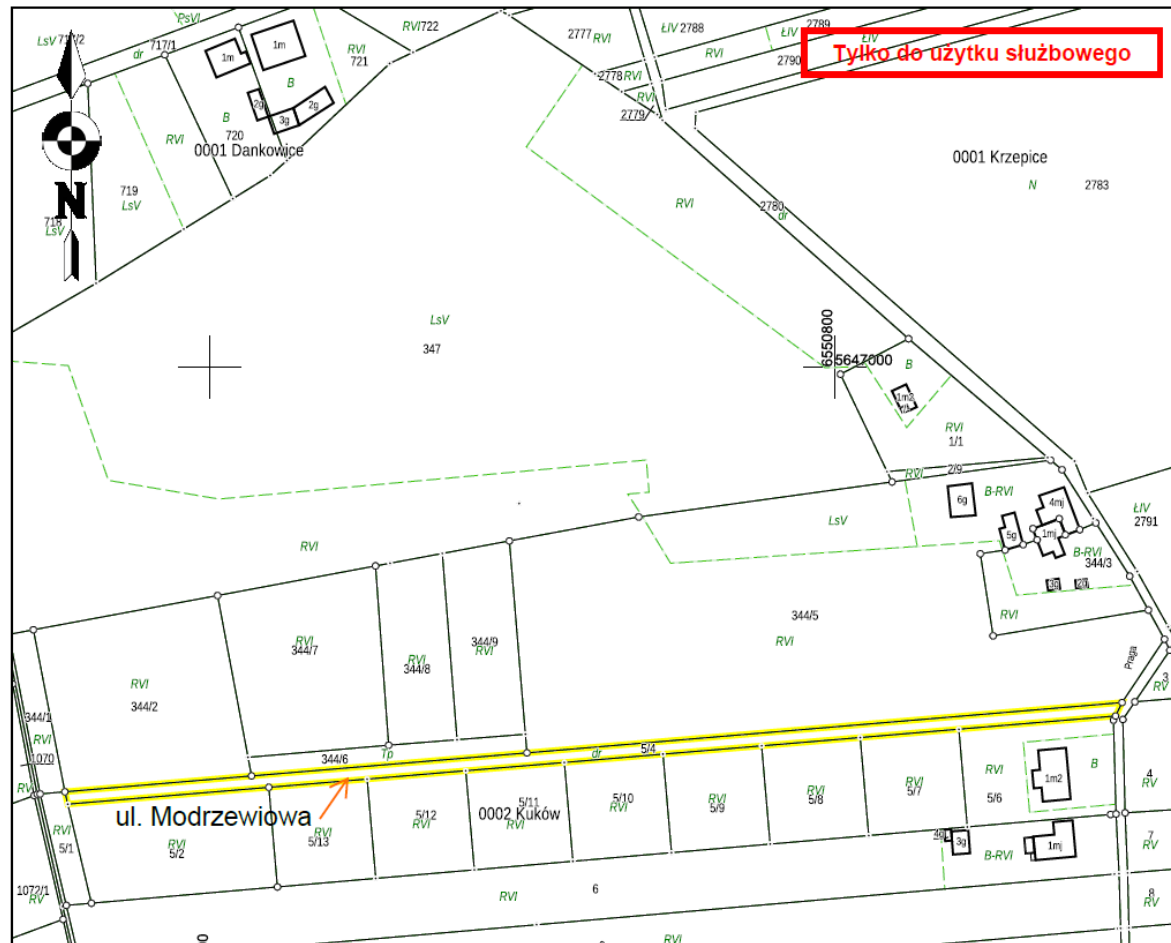 LsV 717/2
PsVI
dr 717/1
1m
1m
RVI
721
RVI 722
B
2g
2g
3g
B
720
RVI
0001 Dankowice
719
LsV
718
LsV
N
2777 RVI
ŁIV 2788
RVI
2789
ŁIV
ŁIV
2790
Tylko do użytku służbowego
2778 RVI
RVI
2779
0001 Krzepice
N 2783
RVI
2780
dr
LsV
347
6550800
5647000
B
1m2
RVI
1/1
RVI 2/9
6g
B-RVI
4mj
5g
1mj
B-RVI
344/3
3g
2g
ŁIV
2791
LsV
RVI
RVI
344/5
RVI
Praga
3
RV
RVI
344/7
RVI
344/8
344/9
RVI
RVI
344/2
344/1
RVI
1070
RV
344/6
Tp
dr
5/4
ul. Modrzewiowa
0002 Kuków
RVI
5/1
RVI
5/2
RVI
5/13
5/12
RVI
5/11
RVI
5/10
RVI
RVI
5/9
RVI
5/8
RVI
5/7
RVI
5/6
1m2
B
4
RV
4g
3g
1mj
B-RVI
7
RV
8
RV
1072/1
RV
RVI
6
RVI